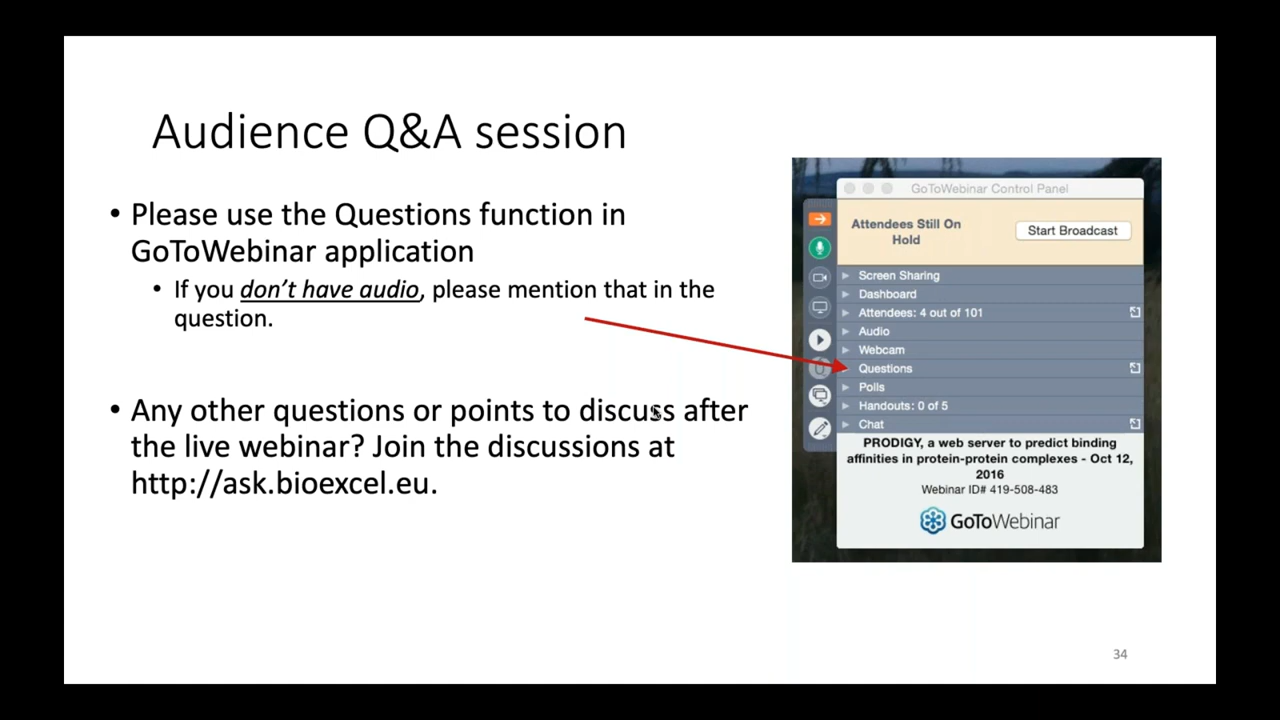 Audience Q&A session
• Please use the Questions function in
GoToWebinar application
• If you don't have audio, please mention that in the
question.
• Any other questions or points to discuss after
the live webinar? Join the discussions at
http://ask.bioexcel.eu.
GoToWebinar Control Panel
Attendees Still On
Hold
Start Broadcast
Screen Sharing
Dashboard
Attendees: 4 out of 101
Audio
Webcam
Questions
Polls
Handouts: 0 of 5
Chat
PRODIGY, a web server to predict binding
affinities in protein-protein complexes - Oct 12,
2016
Webinar ID# 419-508-483
GoToWebinar
34